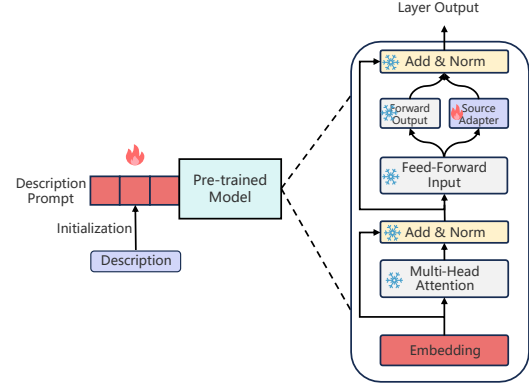 Layer Output
Add & Norm
Forward
Output
Source
Adapter
Feed-Forward
Input
Add & Norm
Multi-Head
Attention
Embedding
Description
Prompt
Pre-trained
Model
Initialization
Description